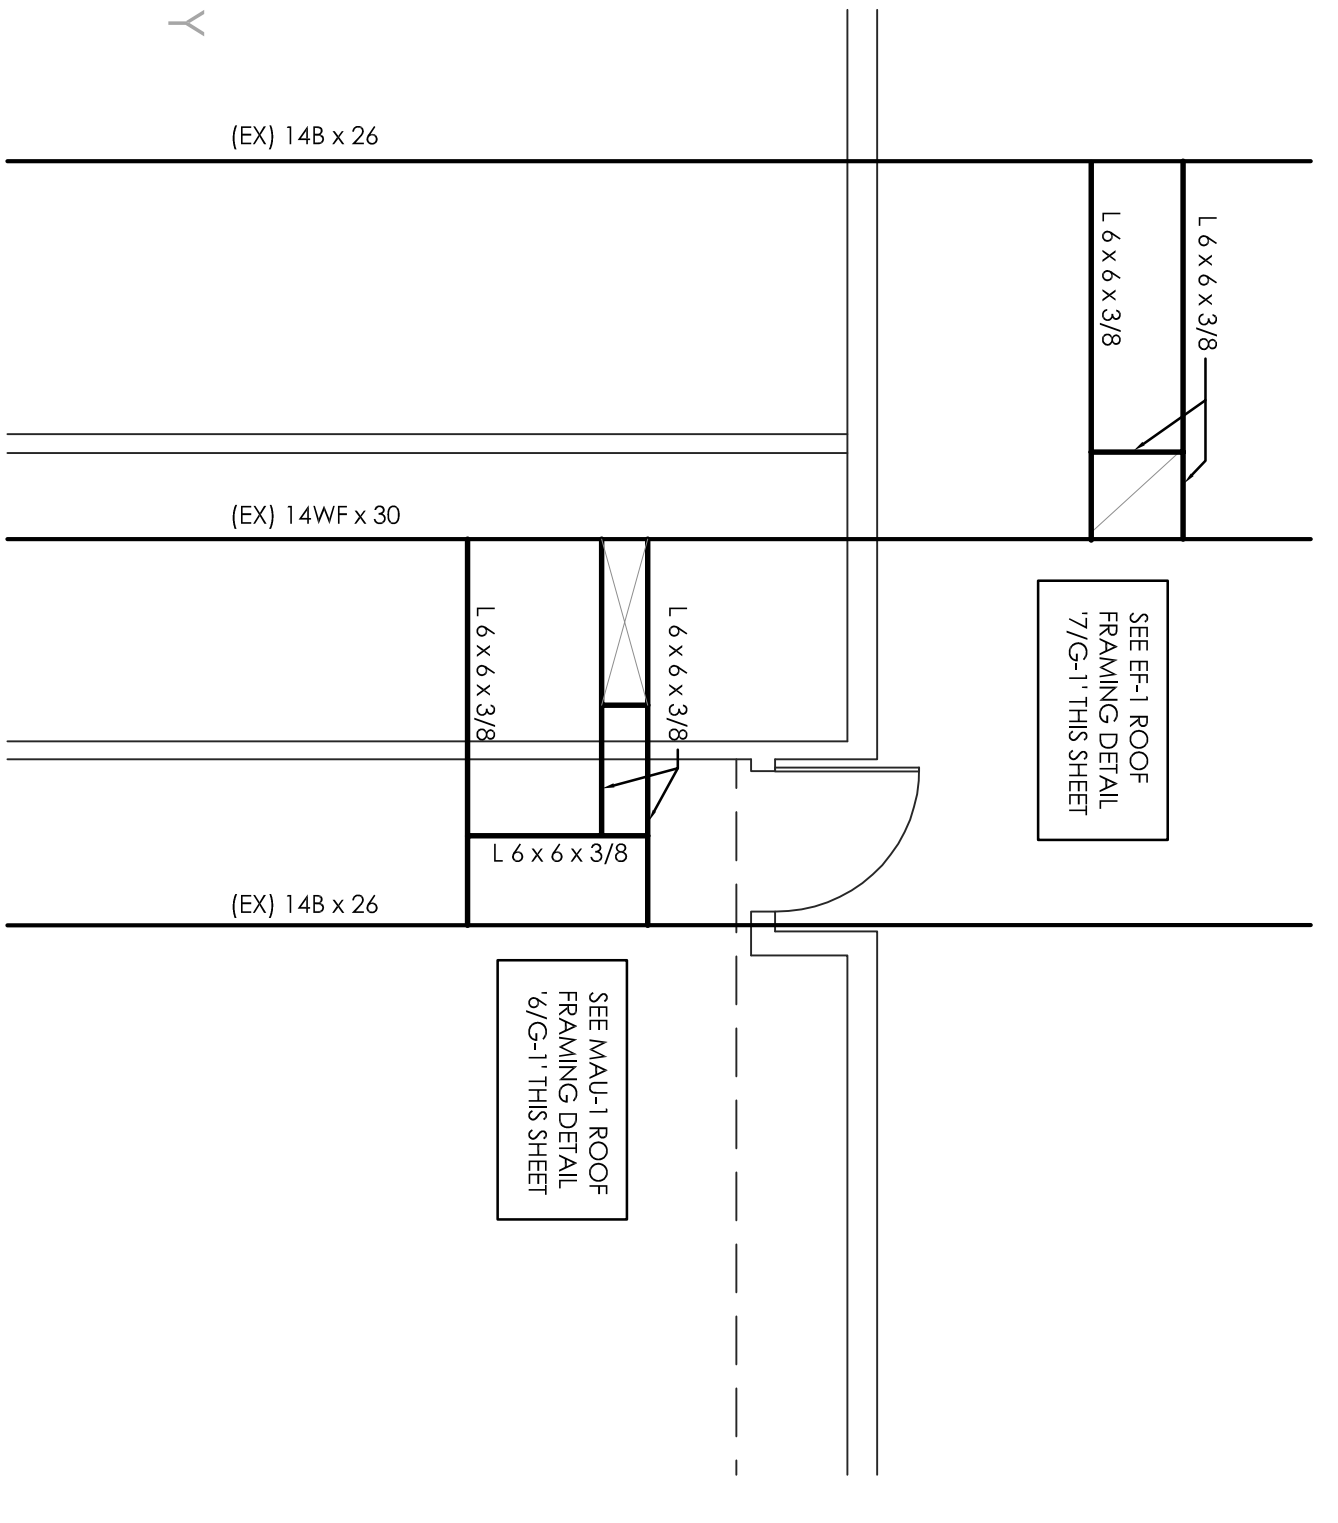 Y
(EX) 14B x 26
L 6 x 6 x 3/8
L 6 x 6 x 3/8
(EX) 14WF x 30
SEE EF-1 ROOF
FRAMING DETAIL
'7/G-1' THIS SHEET
L 6 x 6 x 3/8
L 6 x 6 x 3/8
L 6 x 6 x 3/8
(EX) 14B x 26
SEE MAU-1 ROOF
FRAMING DETAIL
'6/G-1' THIS SHEET